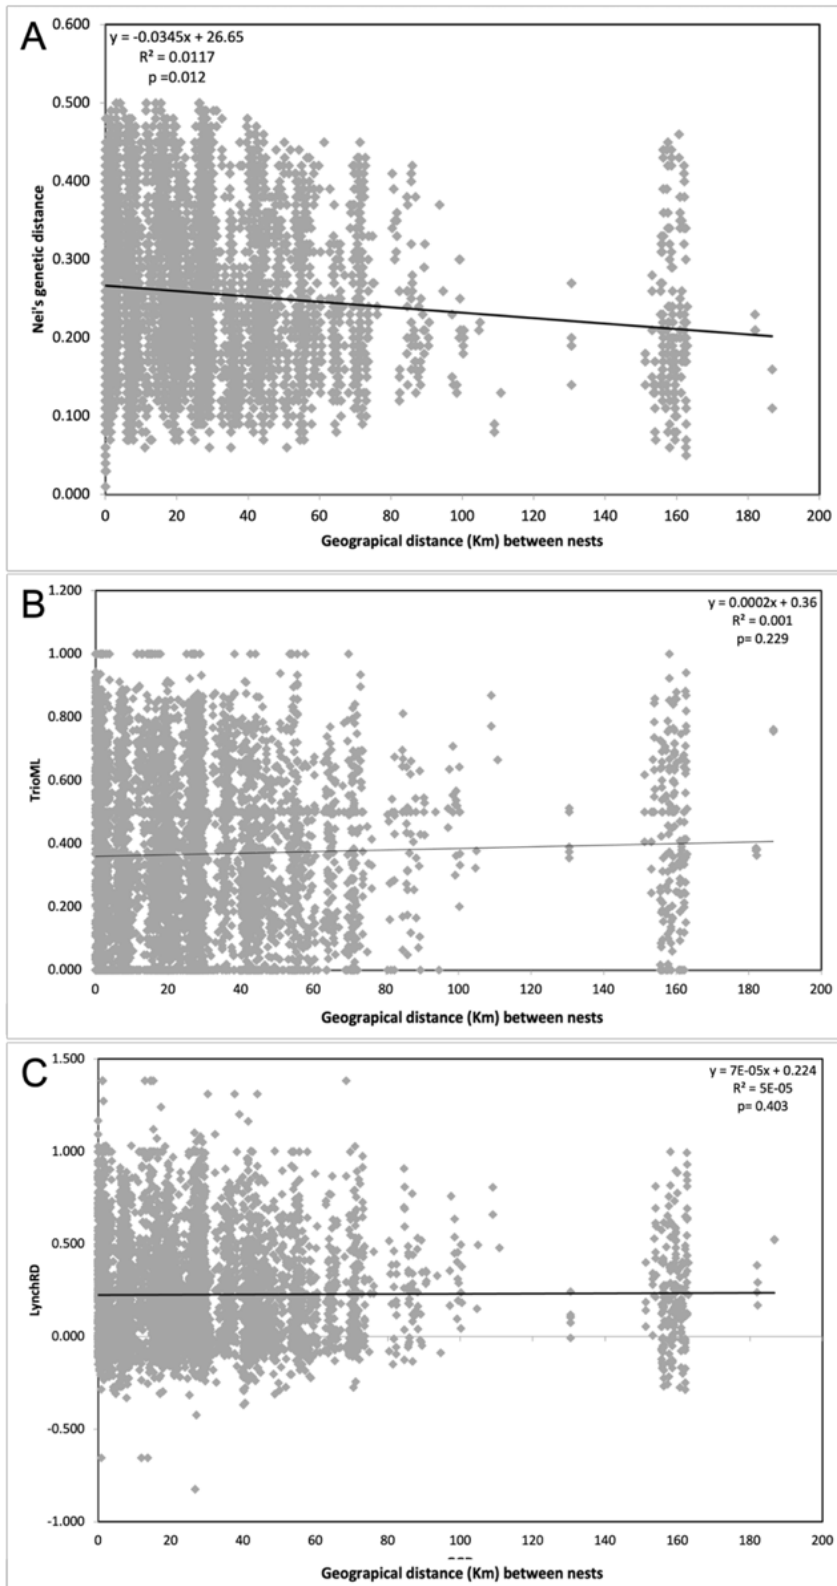 A
y = -0.0345x + 26.65
R² = 0.0117
p =0.012
0.600
0.500
0.400
0.300
0.200
0.100
0.000
Nei's genetic distance
0 20 40 60 80 100 120 140 160 180 200
Geograpical distance (Km) between nests
B
y = 0.0002x + 0.36
R² = 0.001
p= 0.229
1.200
1.000
0.800
0.600
0.400
0.200
0.000
TrioML
0 20 40 60 80 100 120 140 160 180 200
Geograpical distance (Km) between nests
C
y = 7E-05x + 0.224
R² = 5E-05
p= 0.403
1.500
1.000
0.500
0.000
-0.500
-1.000
LynchRD
0 20 40 60 80 100 120 140 160 180 200
Geograpical distance (Km) between nests